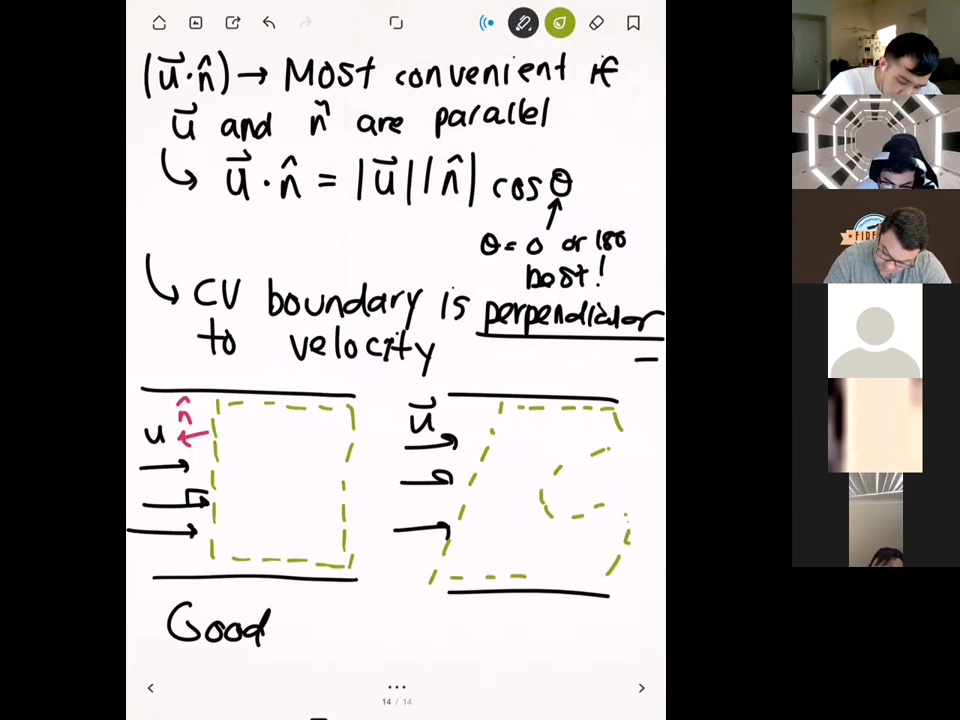 (u⃗·n̂) → Most convenient if
u⃗ and n̂ are parallel
↳ u⃗·n̂ = |u⃗||n̂| cosθ
θ = 0 or 180
best!
↳ CV boundary is perpendicular
to velocity
n̂
u
u⃗
Good
14 / 14